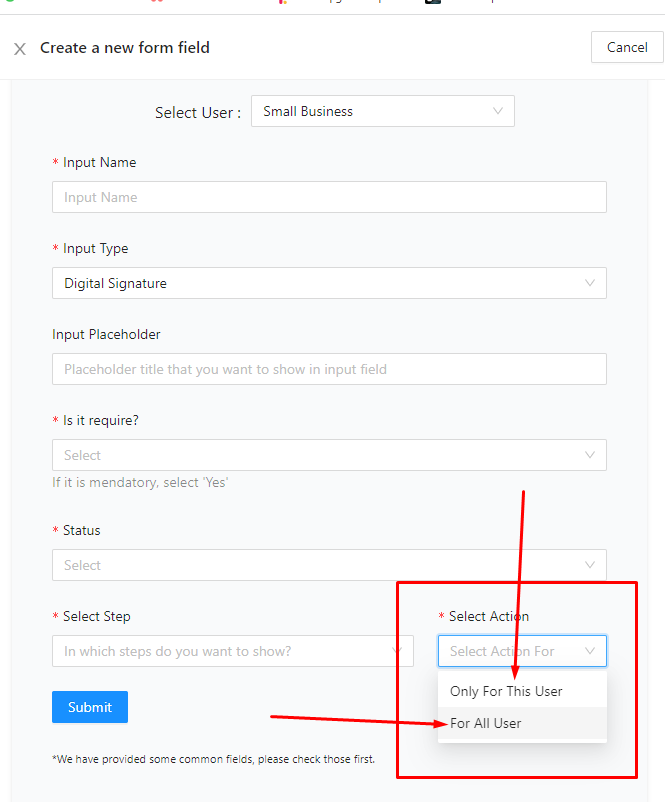 X Create a new form field
Cancel
Select User :
Small Business
* Input Name
Input Name
* Input Type
Digital Signature
Input Placeholder
Placeholder title that you want to show in input field
* Is it require?
Select
If it is mendatory, select 'Yes'
* Status
Select
* Select Step
* Select Action
In which steps do you want to show?
Select Action For
Only For This User
Submit
For All User
*We have provided some common fields, please check those first.